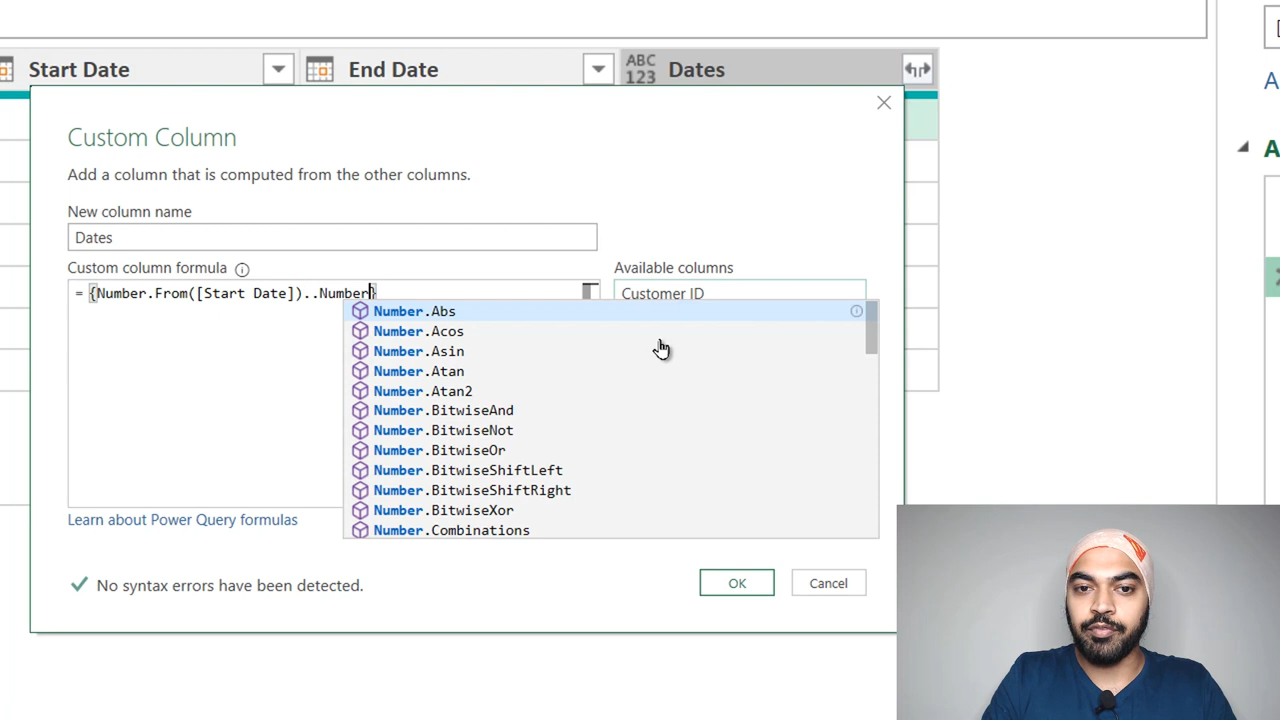 Start Date
End Date
ABC
123
Dates
Custom Column
Add a column that is computed from the other columns.
New column name
Dates
Custom column formula
Available columns
= {Number.From([Start Date])..Number}
Customer ID
Number.Abs
Number.Acos
Number.Asin
Number.Atan
Number.Atan2
Number.BitwiseAnd
Number.BitwiseNot
Number.BitwiseOr
Number.BitwiseShiftLeft
Number.BitwiseShiftRight
Number.BitwiseXor
Number.Combinations
Learn about Power Query formulas
No syntax errors have been detected.
OK
Cancel